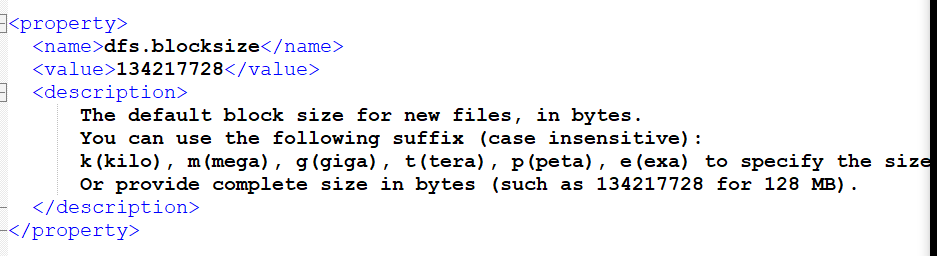 <property>
<name>dfs.blocksize</name>
<value>134217728</value>
<description>
The default block size for new files, in bytes.
You can use the following suffix (case insensitive):
k(kilo), m(mega), g(giga), t(tera), p(peta), e(exa) to specify the size
Or provide complete size in bytes (such as 134217728 for 128 MB).
</description>
</property>